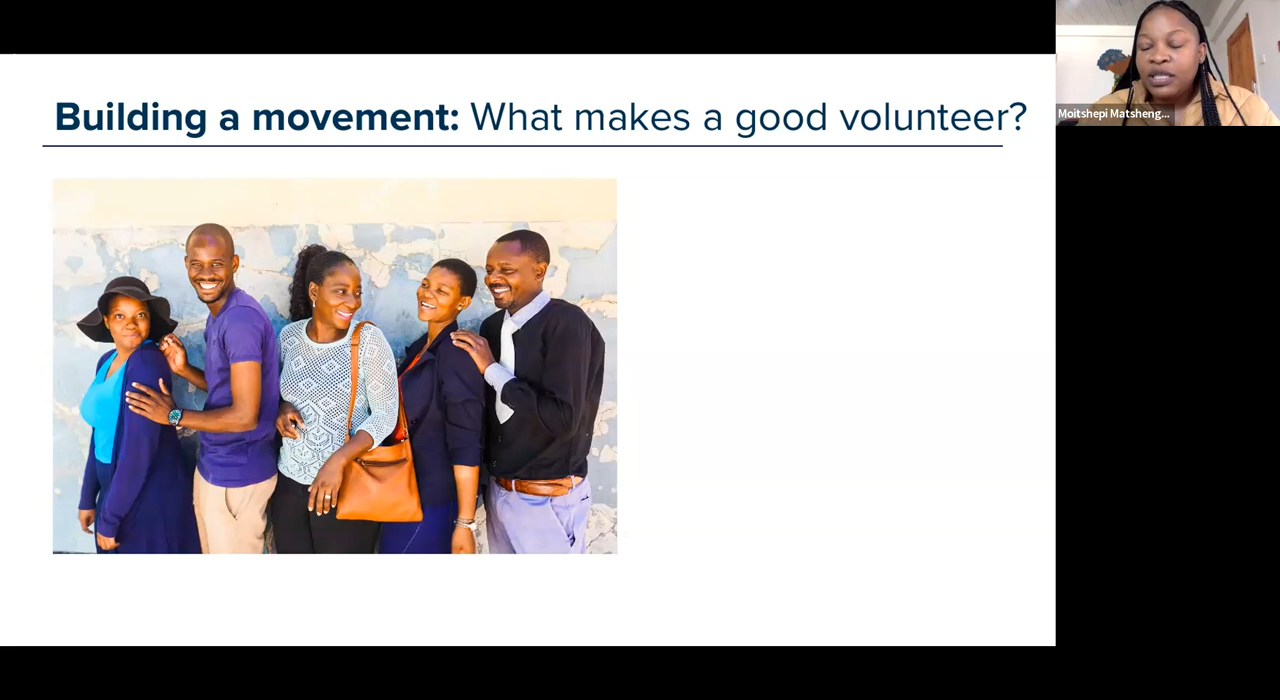 Building a movement: What makes a good volunteer?
Moitshepi Matsheng...